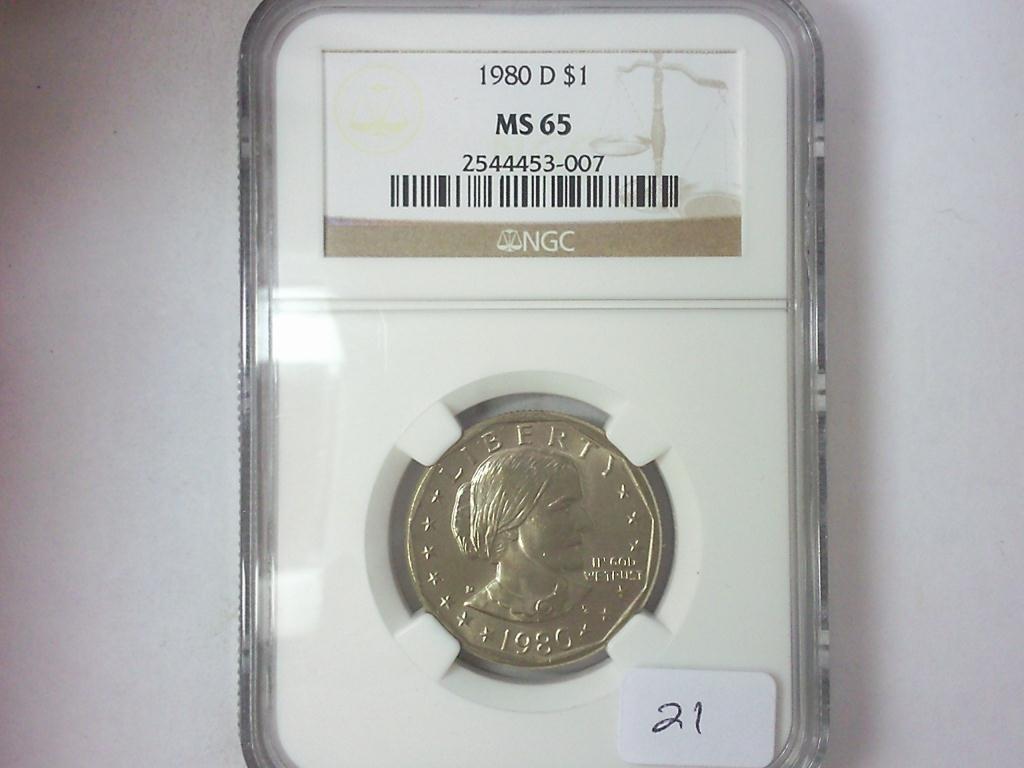 1980 D $1
MS 65
2544453-007
NGC
LIBERTY
IN GOD
WE TRUST
D
1980
21